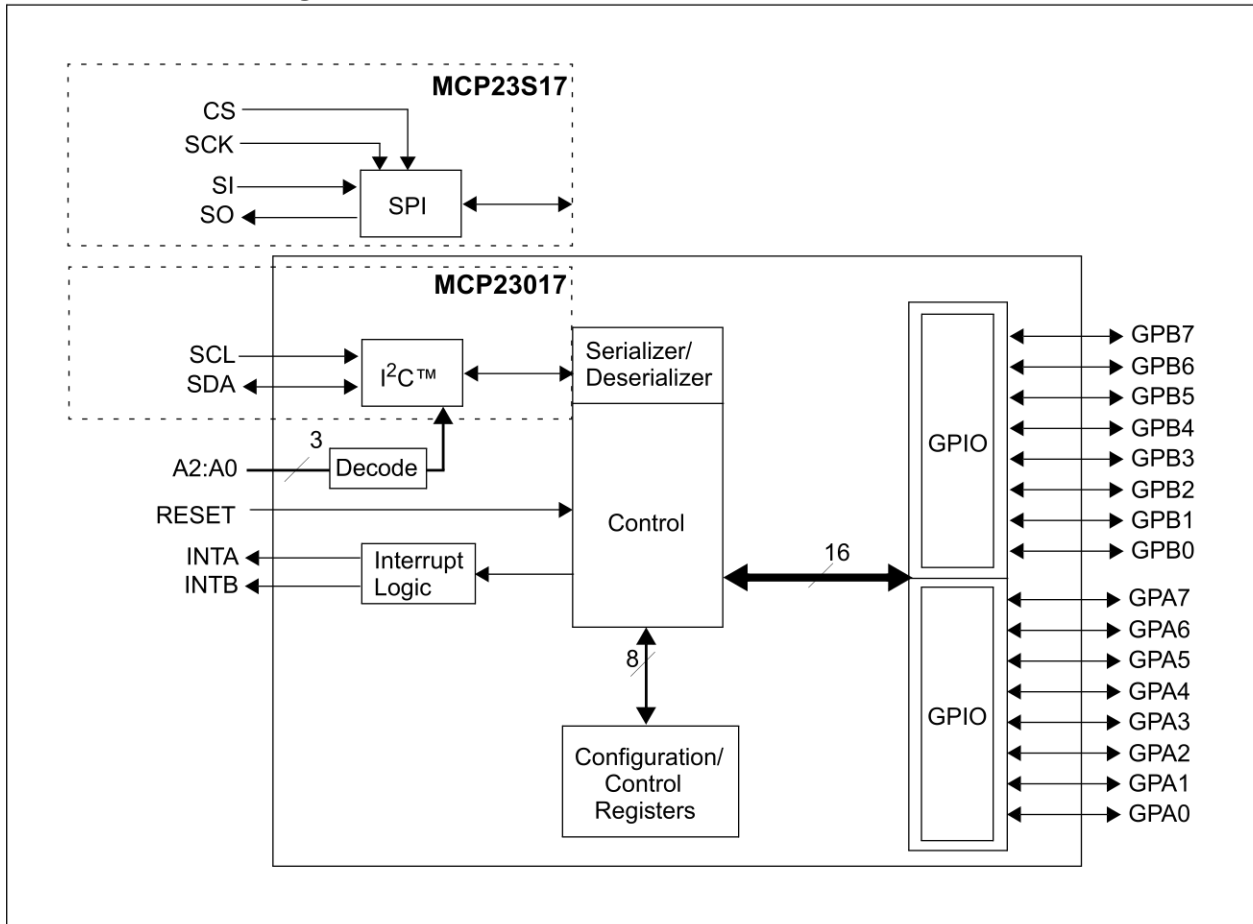 MCP23S17
CS
SCK
SI
SO
SPI
MCP23017
SCL
SDA
I²C™
Serializer/
Deserializer
3
A2:A0
Decode
RESET
Control
INTA
INTB
Interrupt
Logic
16
8
Configuration/
Control
Registers
GPIO
GPB7
GPB6
GPB5
GPB4
GPB3
GPB2
GPB1
GPB0
GPIO
GPA7
GPA6
GPA5
GPA4
GPA3
GPA2
GPA1
GPA0